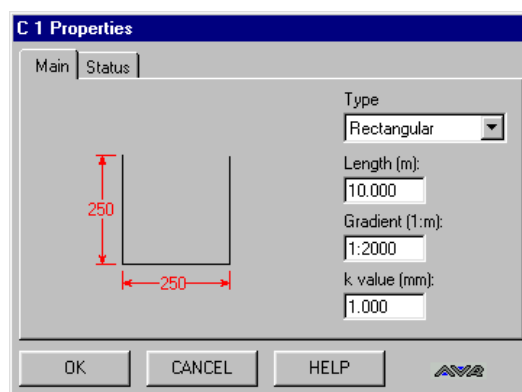 C 1 Properties
Main Status
Type
Rectangular
Length (m):
10.000
Gradient (1:m):
1:2000
k value (mm):
1.000
250
250
OK CANCEL HELP